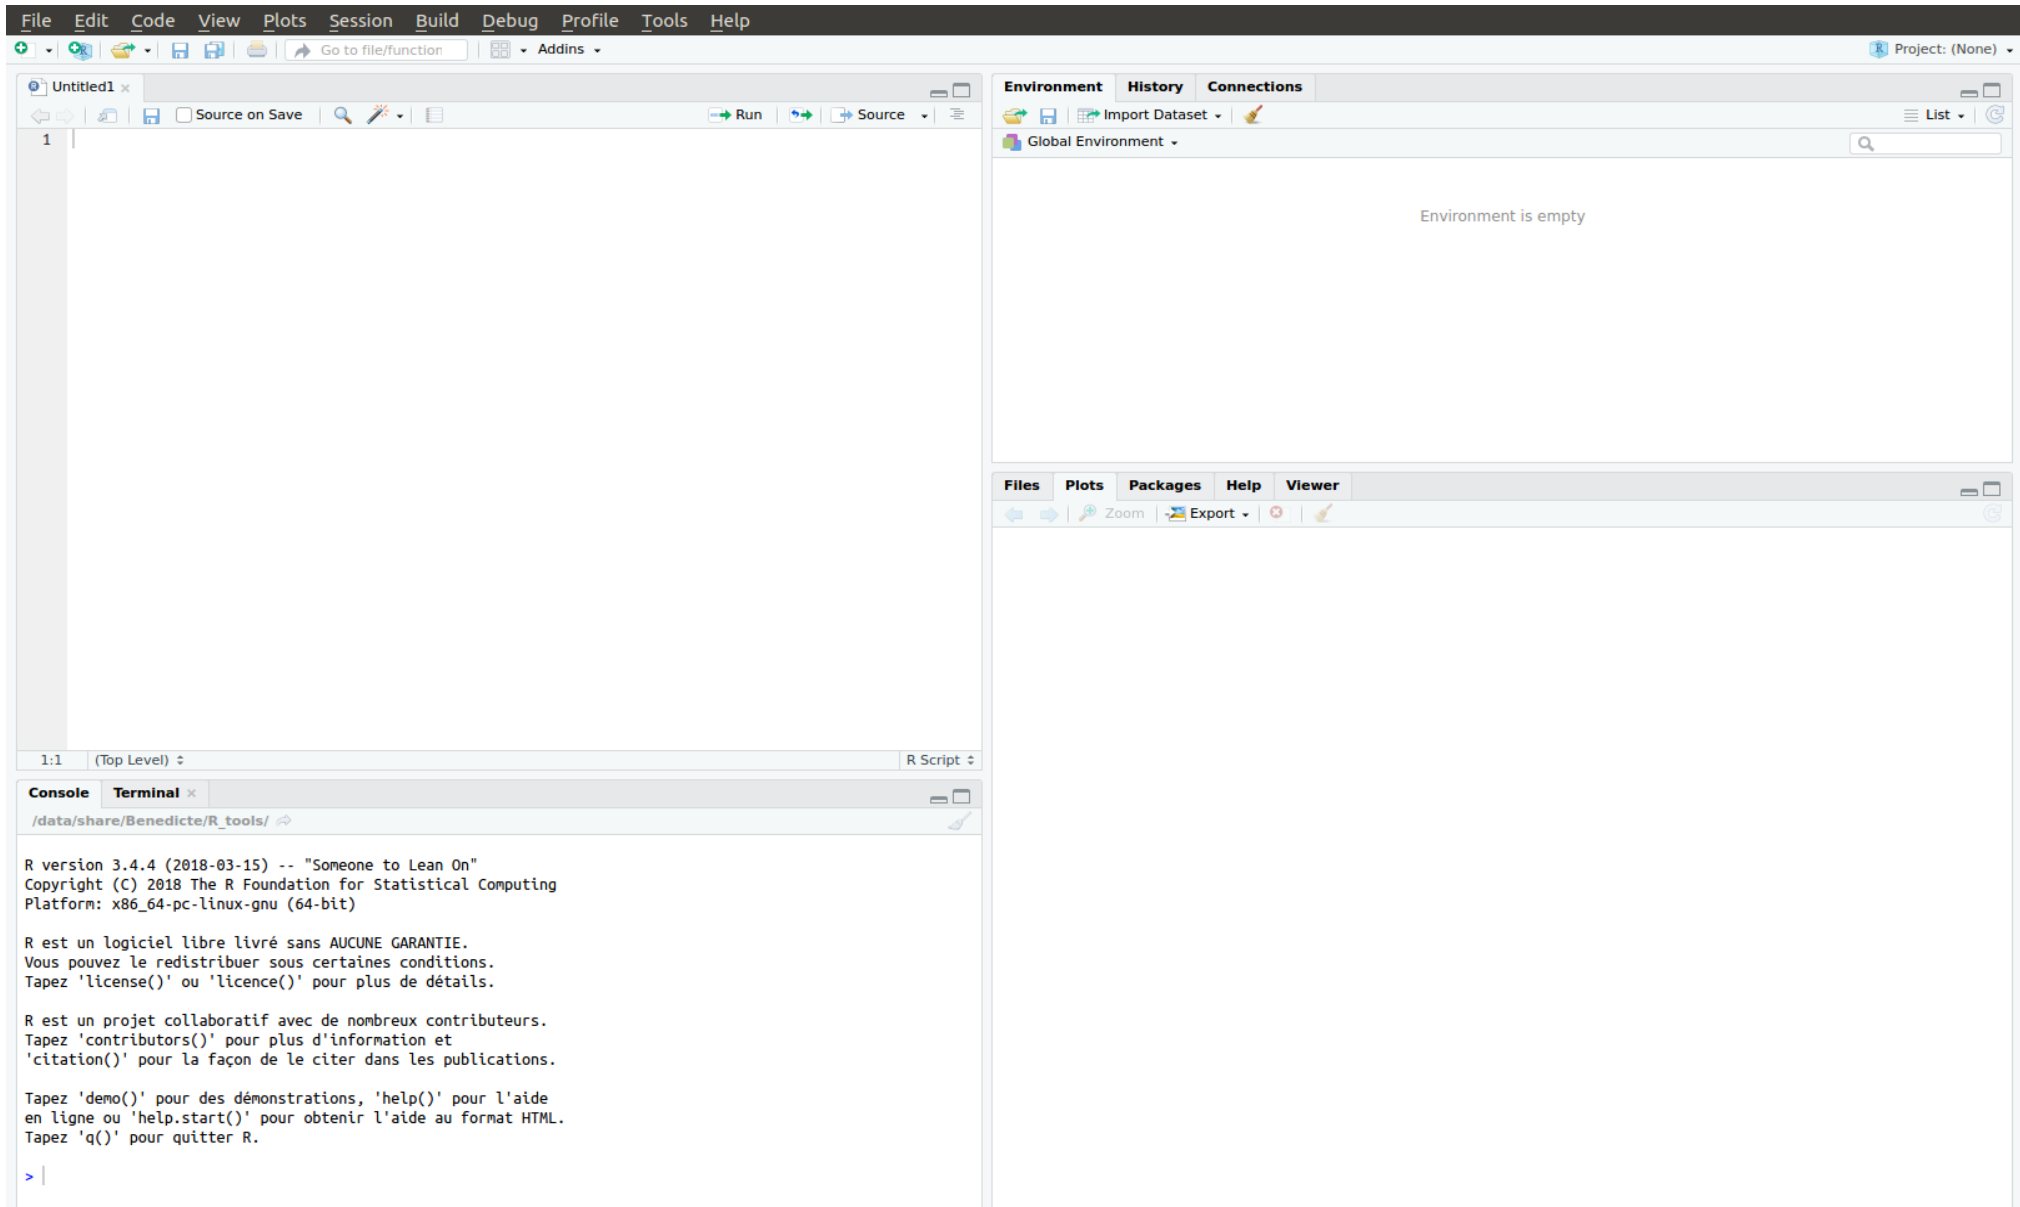 File Edit Code View Plots Session Build Debug Profile Tools Help
Go to file/function Addins Project: (None)
Untitled1
Source on Save Run Source
1
1:1 (Top Level) R Script
Console Terminal
/data/share/Benedicte/R_tools/
R version 3.4.4 (2018-03-15) -- "Someone to Lean On"
Copyright (C) 2018 The R Foundation for Statistical Computing
Platform: x86_64-pc-linux-gnu (64-bit)
R est un logiciel libre livré sans AUCUNE GARANTIE.
Vous pouvez le redistribuer sous certaines conditions.
Tapez 'license()' ou 'licence()' pour plus de détails.
R est un projet collaboratif avec de nombreux contributeurs.
Tapez 'contributors()' pour plus d'information et
'citation()' pour la façon de le citer dans les publications.
Tapez 'demo()' pour des démonstrations, 'help()' pour l'aide
en ligne ou 'help.start()' pour obtenir l'aide au format HTML.
Tapez 'q()' pour quitter R.
>
Environment History Connections
Import Dataset List
Global Environment
Environment is empty
Files Plots Packages Help Viewer
Zoom Export